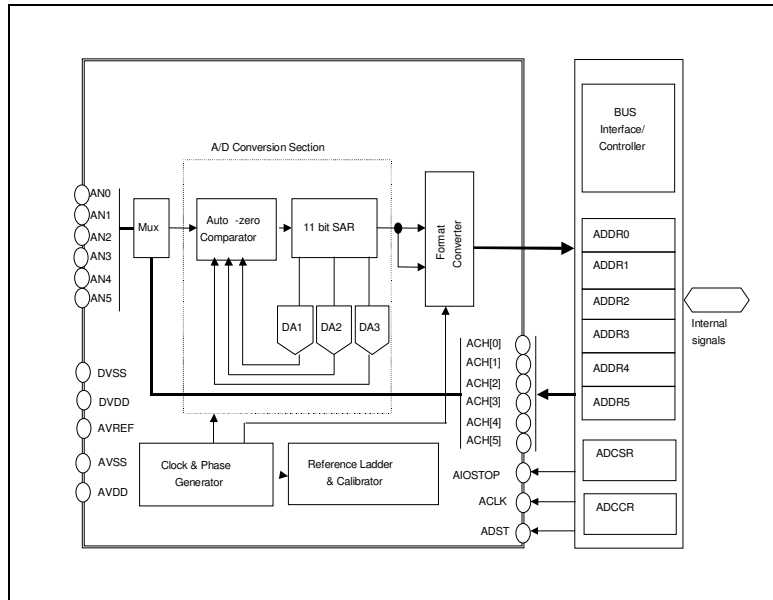 BUS
Interface/
Controller
A/D Conversion Section
AN0
AN1
AN2
AN3
AN4
AN5
Mux
Auto -zero
Comparator
11 bit SAR
Format
Converter
DA1
DA2
DA3
ADDR0
ADDR1
ADDR2
ADDR3
ADDR4
ADDR5
Internal
signals
ACH[0]
ACH[1]
ACH[2]
ACH[3]
ACH[4]
ACH[5]
DVSS
DVDD
AVREF
AVSS
AVDD
Clock & Phase
Generator
Reference Ladder
& Calibrator
AIOSTOP
ACLK
ADST
ADCSR
ADCCR